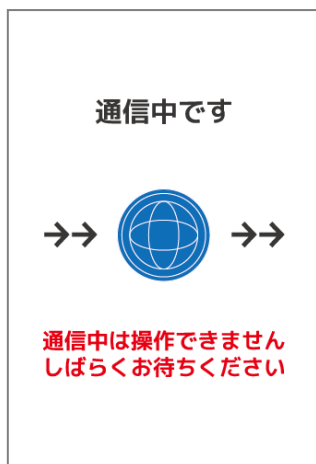 通信中です
→→ →→
通信中は操作できません
しばらくお待ちください